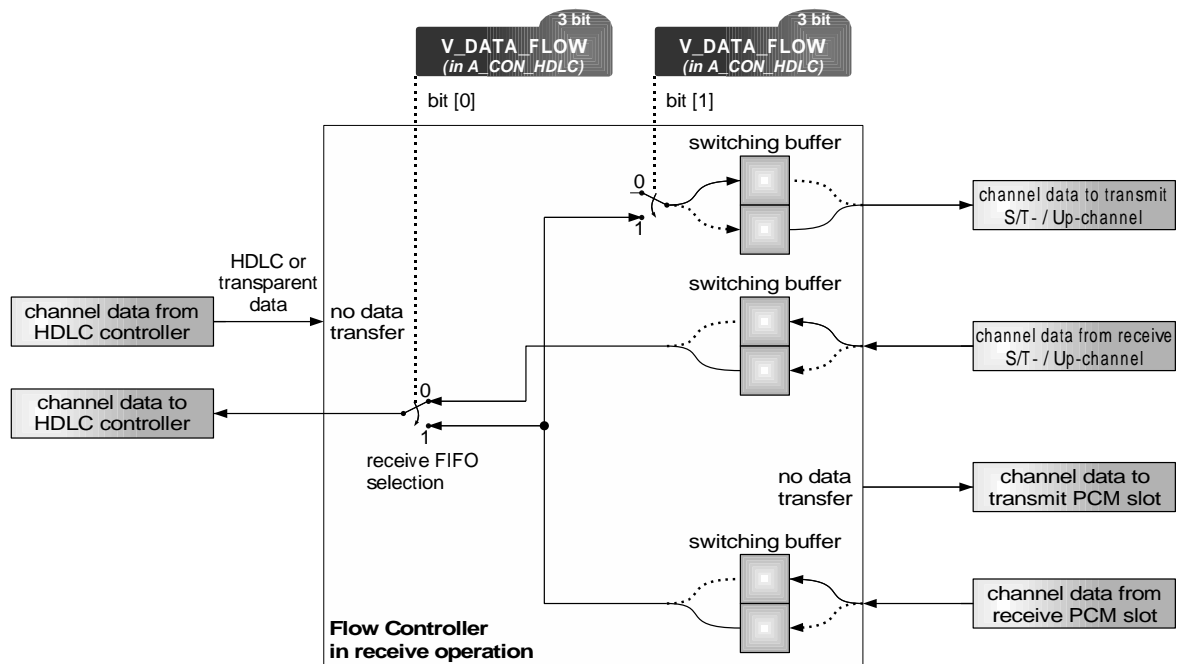 3 bit
V_DATA_FLOW
(in A_CON_HDLC)
3 bit
V_DATA_FLOW
(in A_CON_HDLC)
bit [0]
bit [1]
switching buffer
0
1
channel data to transmit
S/T- / Up-channel
HDLC or
transparent
data
channel data from
HDLC controller
no data
transfer
switching buffer
channel data from receive
S/T- / Up-channel
channel data to
HDLC controller
0
1
receive FIFO
selection
no data
transfer
channel data to
transmit PCM slot
switching buffer
channel data from
receive PCM slot
Flow Controller
in receive operation